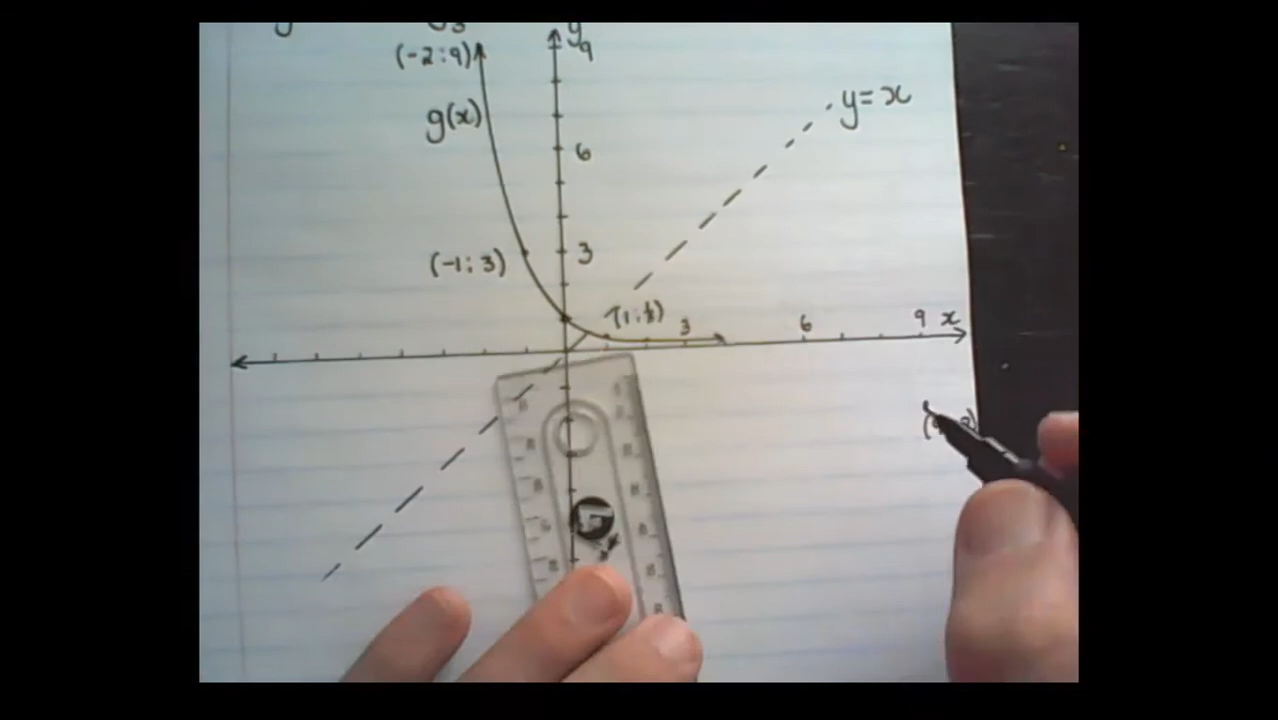 y
9
(-2;9)
y=x
g(x)
6
3
(-1;3)
(1;⅓)
3
6
9 x